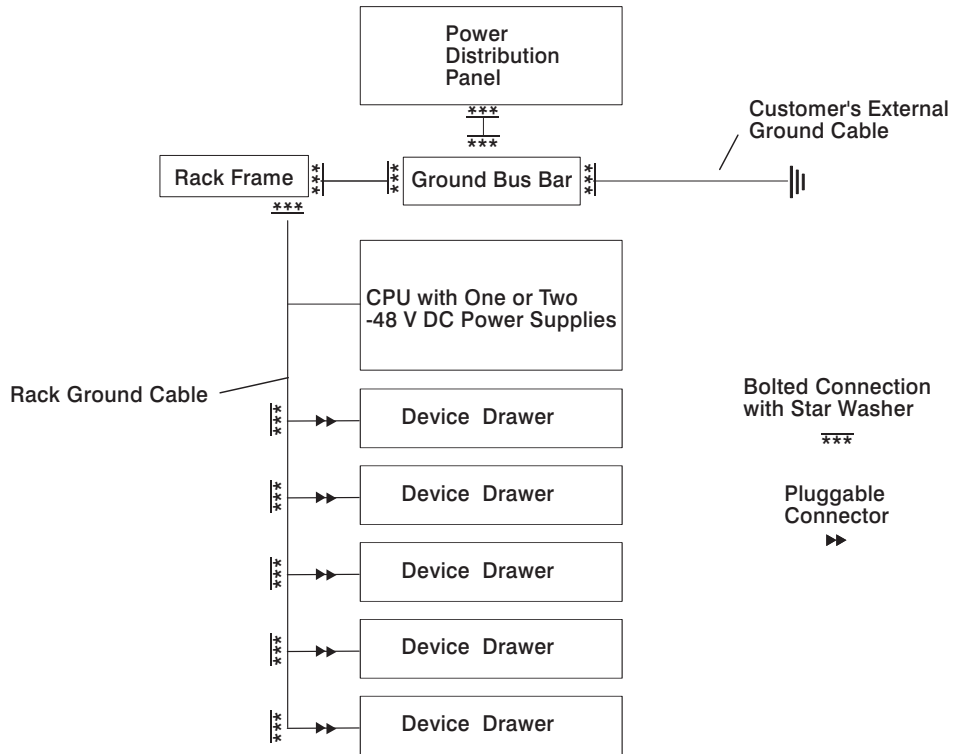 Power
Distribution
Panel
***
***
Customer's External
Ground Cable
Rack Frame
***
***
Ground Bus Bar
***
***
CPU with One or Two
-48 V DC Power Supplies
Rack Ground Cable
Bolted Connection
with Star Washer
***
***
Device Drawer
***
Device Drawer
Pluggable
Connector
***
Device Drawer
***
Device Drawer
***
Device Drawer